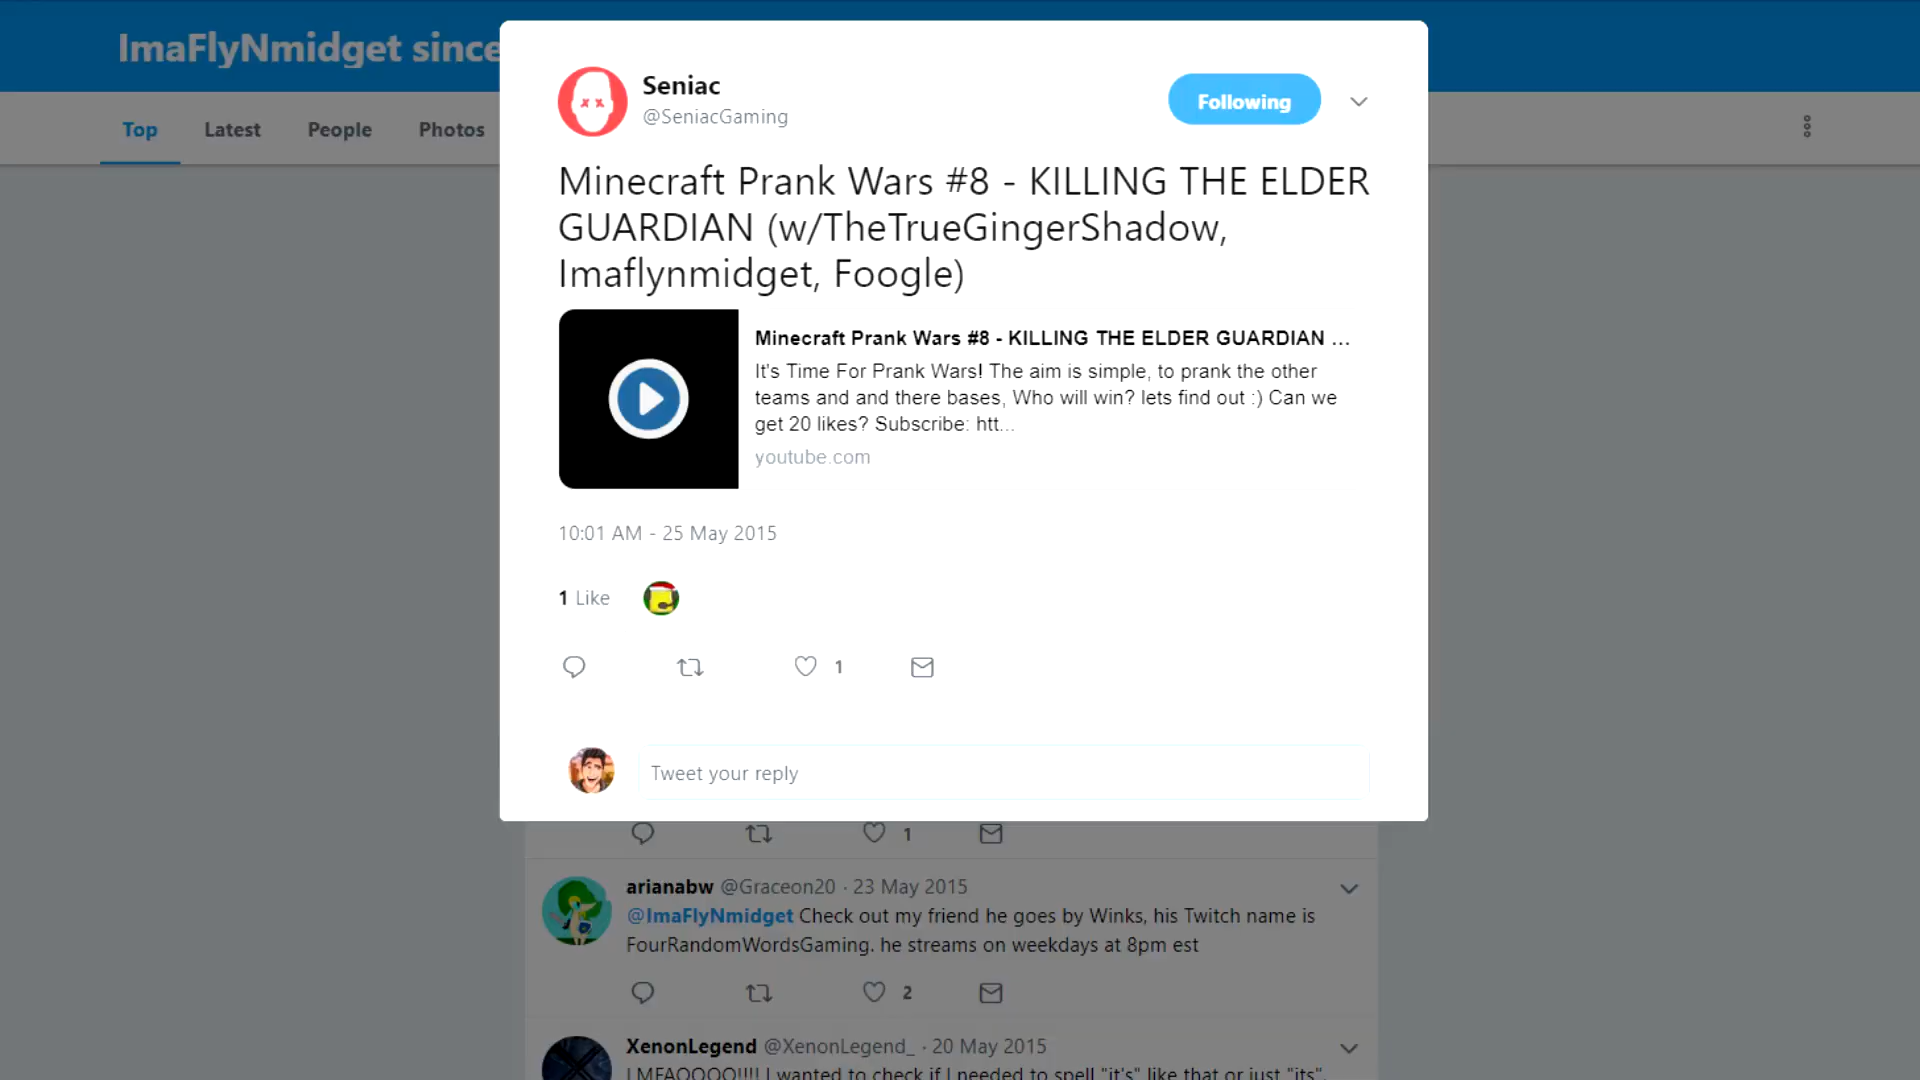 ImaFlyNmidget since
Top
Latest
People
Photos
Seniac
@SeniacGaming
Following
Minecraft Prank Wars #8 - KILLING THE ELDER
GUARDIAN (w/TheTrueGingerShadow,
Imaflynmidget, Foogle)
Minecraft Prank Wars #8 - KILLING THE ELDER GUARDIAN ...
It's Time For Prank Wars! The aim is simple, to prank the other
teams and and there bases, Who will win? lets find out :) Can we
get 20 likes? Subscribe: htt...
youtube.com
10:01 AM - 25 May 2015
1 Like
1
Tweet your reply
1
arianabw @Graceon20 · 23 May 2015
@ImaFlyNmidget Check out my friend he goes by Winks, his Twitch name is
FourRandomWordsGaming. he streams on weekdays at 8pm est
2
XenonLegend @XenonLegend_ · 20 May 2015
LMFAOOOO!!!! I wanted to check if I needed to spell "it's" like that or just "its".